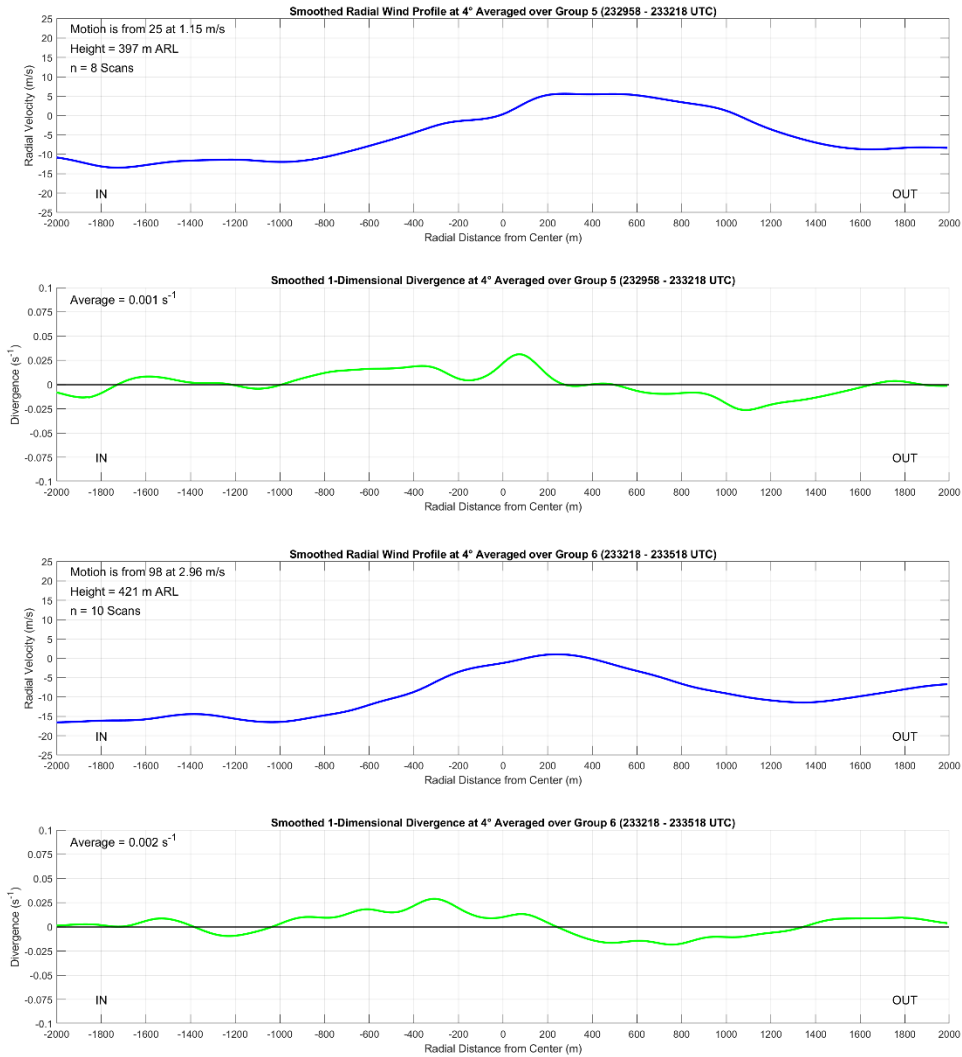 Smoothed Radial Wind Profile at 4° Averaged over Group 5 (232958 - 233218 UTC)
Motion is from 25 at 1.15 m/s
Height = 397 m ARL
n = 8 Scans
Radial Velocity (m/s)
25
20
15
10
5
0
-5
-10
-15
-20
-25
IN
OUT
-2000 -1800 -1600 -1400 -1200 -1000 -800 -600 -400 -200 0 200 400 600 800 1000 1200 1400 1600 1800 2000
Radial Distance from Center (m)
Smoothed 1-Dimensional Divergence at 4° Averaged over Group 5 (232958 - 233218 UTC)
Average = 0.001 s⁻¹
Divergence (s⁻¹)
0.1
0.075
0.05
0.025
0
-0.025
-0.05
-0.075
-0.1
IN
OUT
-2000 -1800 -1600 -1400 -1200 -1000 -800 -600 -400 -200 0 200 400 600 800 1000 1200 1400 1600 1800 2000
Radial Distance from Center (m)
Smoothed Radial Wind Profile at 4° Averaged over Group 6 (233218 - 233518 UTC)
Motion is from 98 at 2.96 m/s
Height = 421 m ARL
n = 10 Scans
Radial Velocity (m/s)
25
20
15
10
5
0
-5
-10
-15
-20
-25
IN
OUT
-2000 -1800 -1600 -1400 -1200 -1000 -800 -600 -400 -200 0 200 400 600 800 1000 1200 1400 1600 1800 2000
Radial Distance from Center (m)
Smoothed 1-Dimensional Divergence at 4° Averaged over Group 6 (233218 - 233518 UTC)
Average = 0.002 s⁻¹
Divergence (s⁻¹)
0.1
0.075
0.05
0.025
0
-0.025
-0.05
-0.075
-0.1
IN
OUT
-2000 -1800 -1600 -1400 -1200 -1000 -800 -600 -400 -200 0 200 400 600 800 1000 1200 1400 1600 1800 2000
Radial Distance from Center (m)